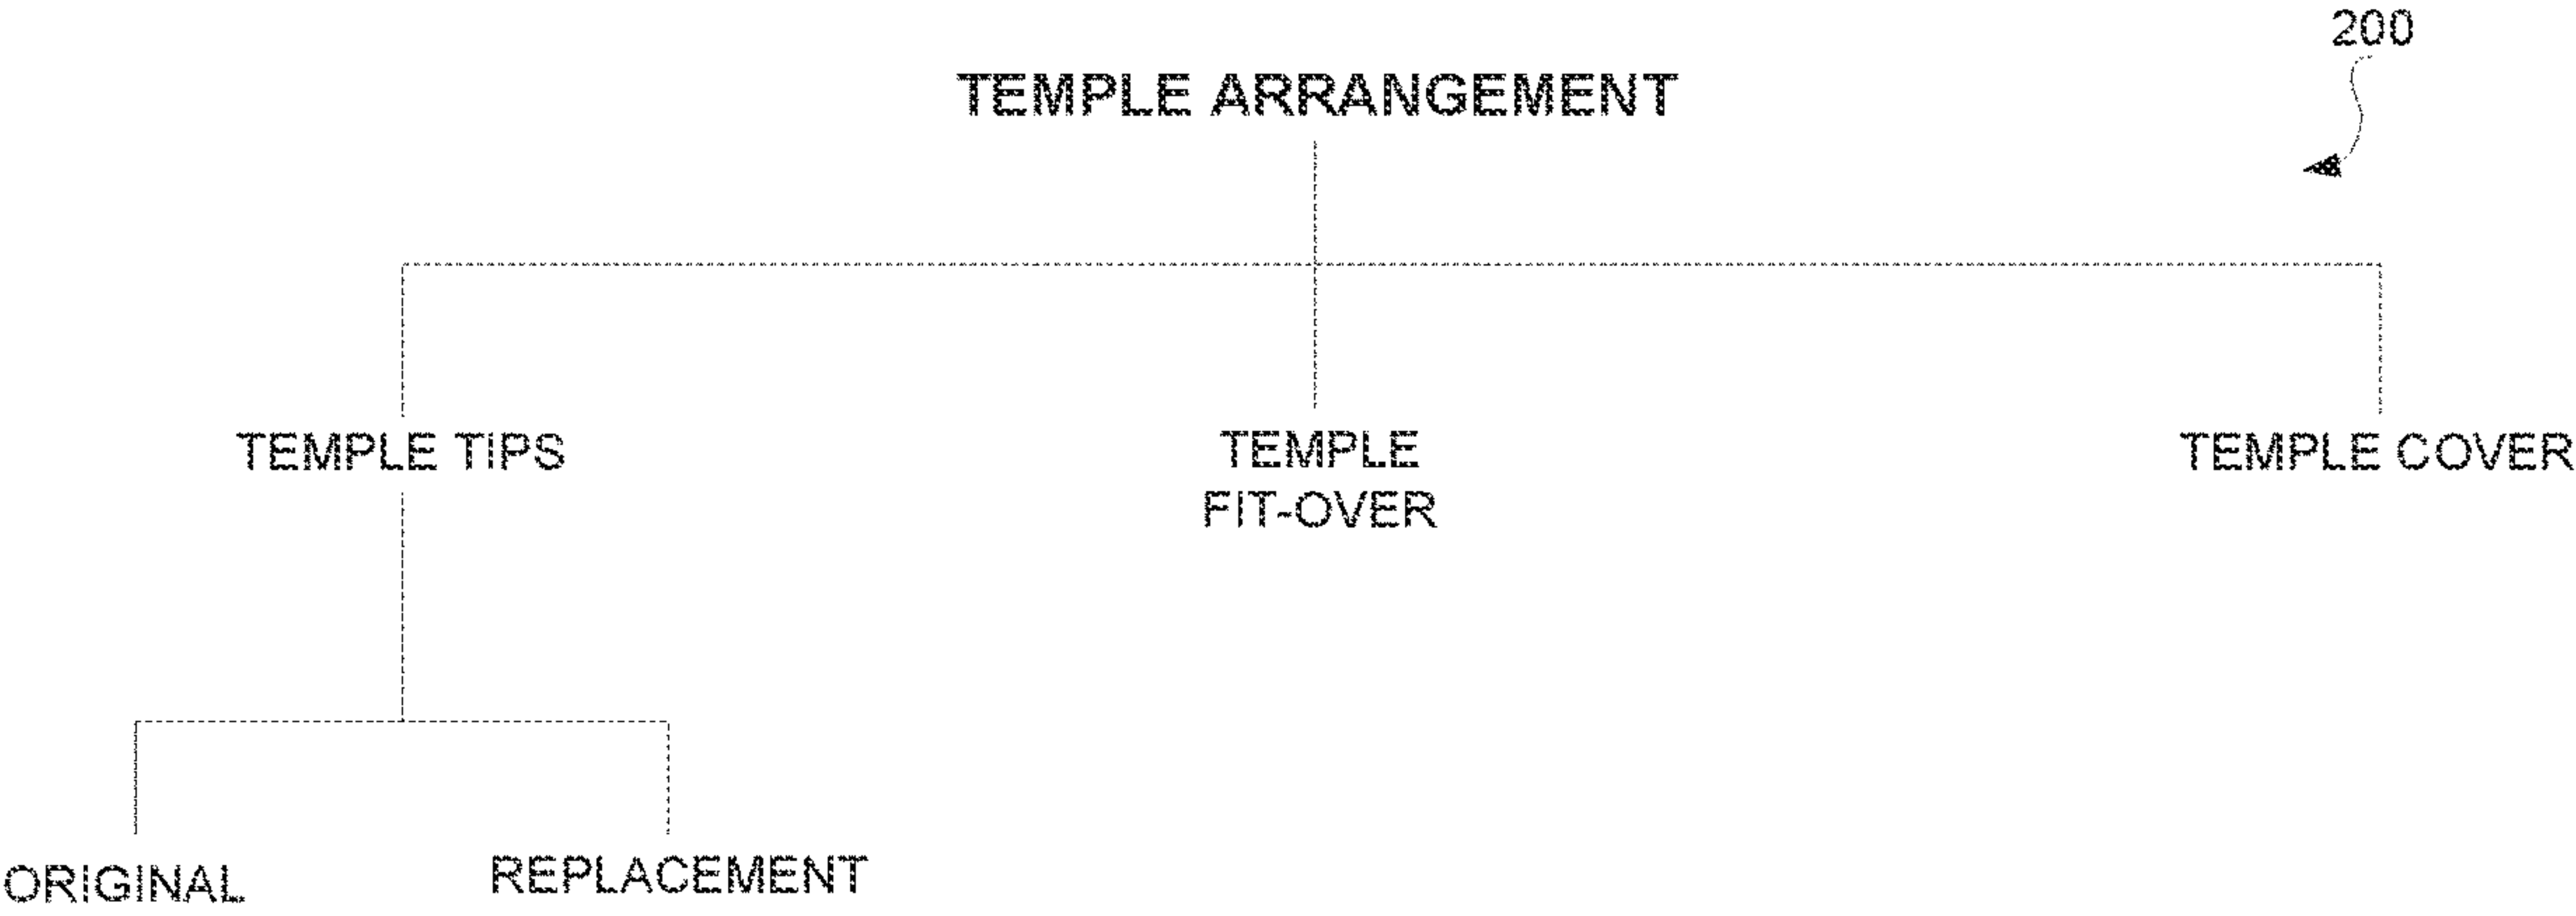 200
TEMPLE ARRANGEMENT
TEMPLE TIPS
TEMPLE
FIT-OVER
TEMPLE COVER
ORIGINAL
REPLACEMENT